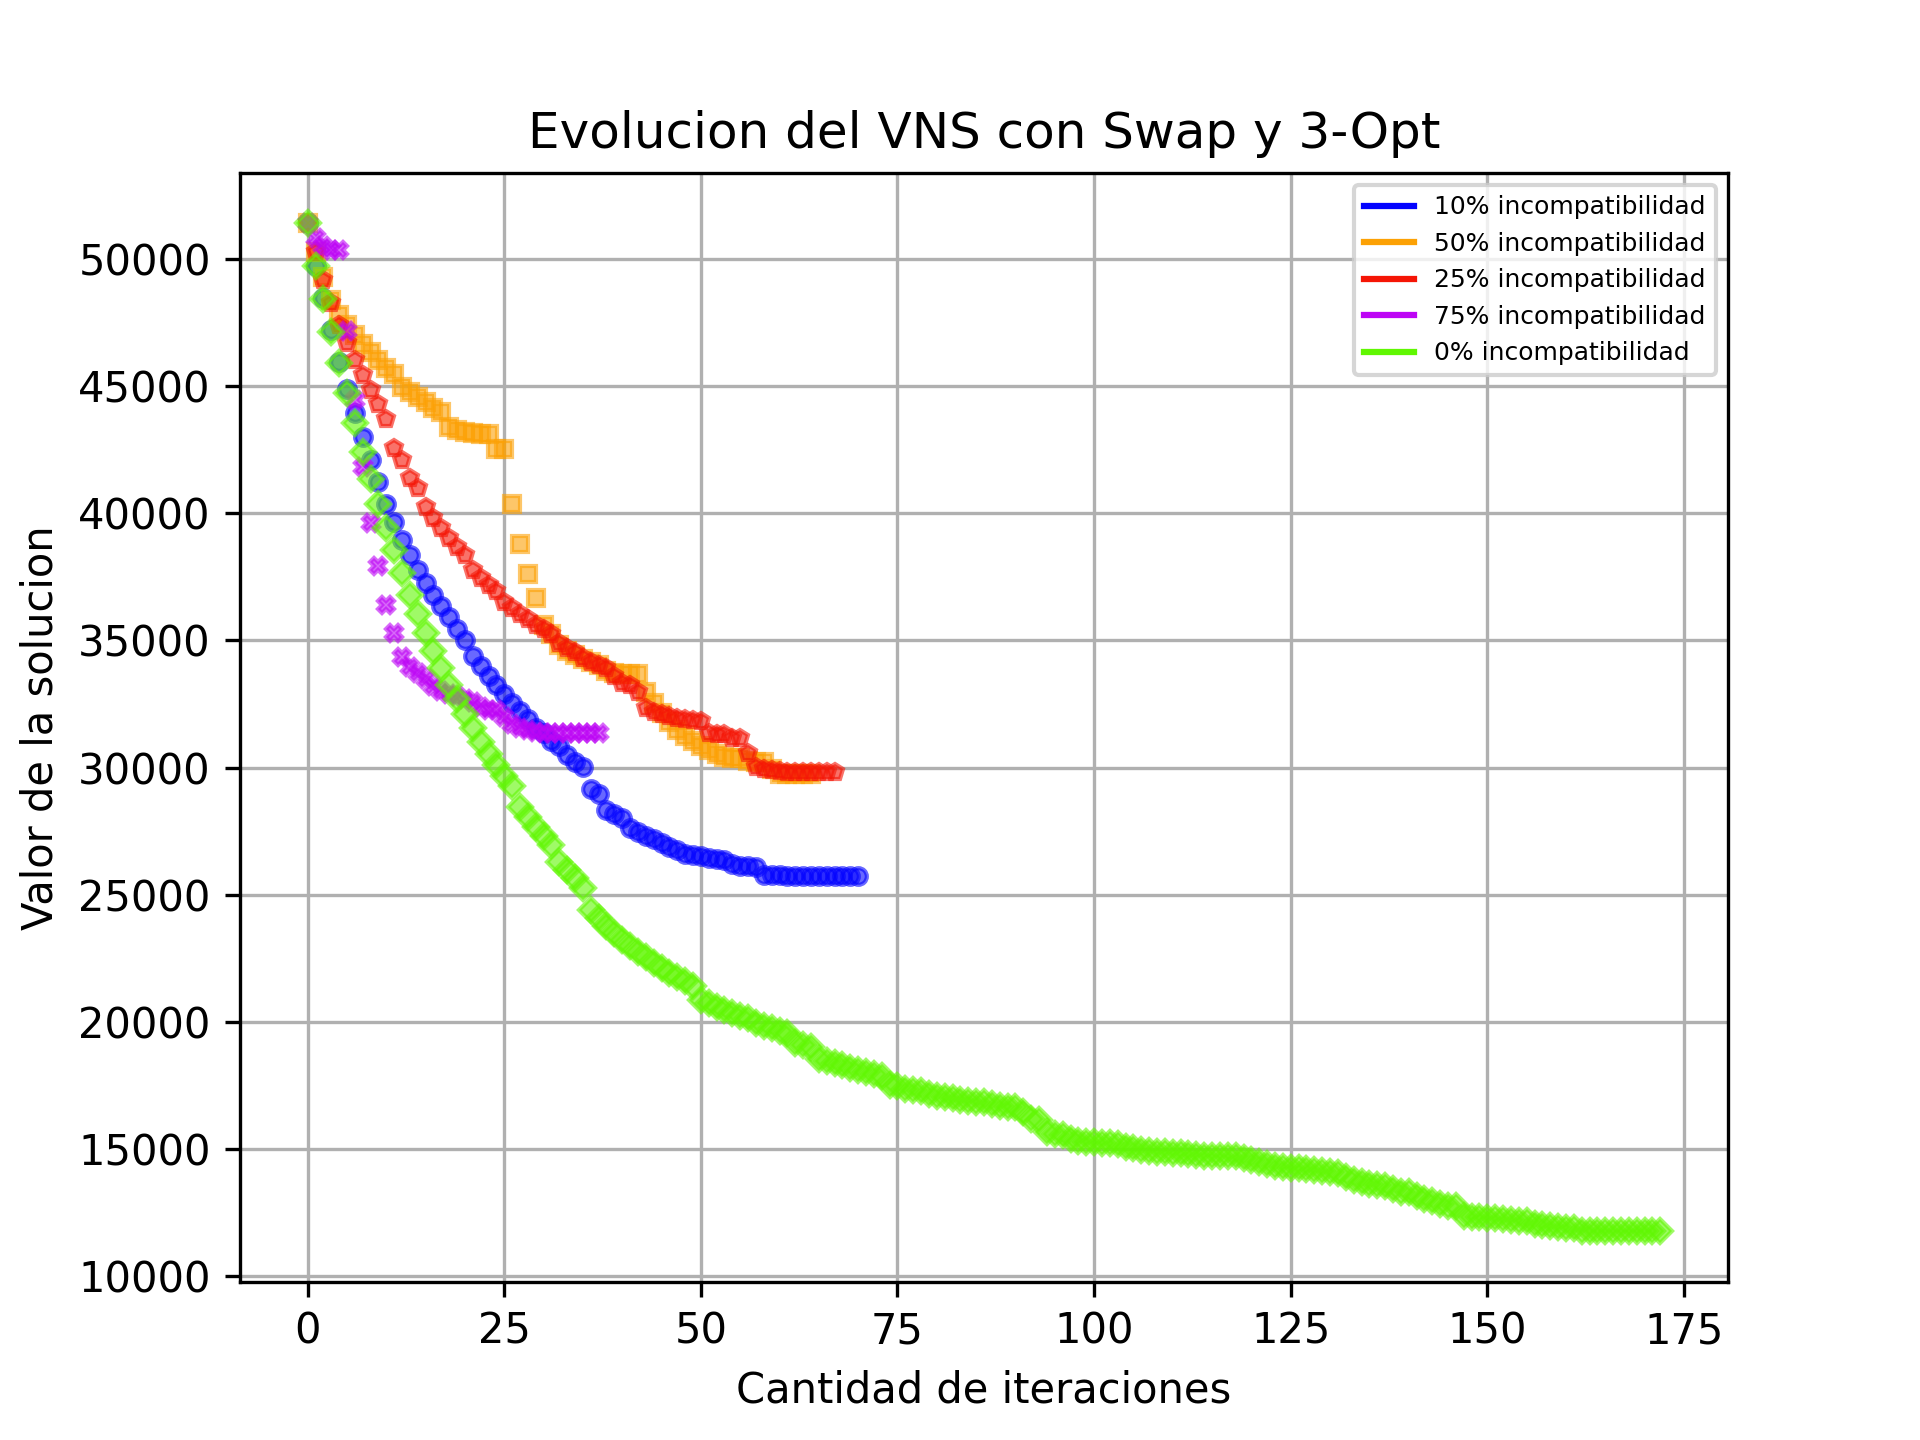 Evolucion del VNS con Swap y 3-Opt
10% incompatibilidad
50% incompatibilidad
25% incompatibilidad
75% incompatibilidad
0% incompatibilidad
Valor de la solucion
50000
45000
40000
35000
30000
25000
20000
15000
10000
0 25 50 75 100 125 150 175
Cantidad de iteraciones